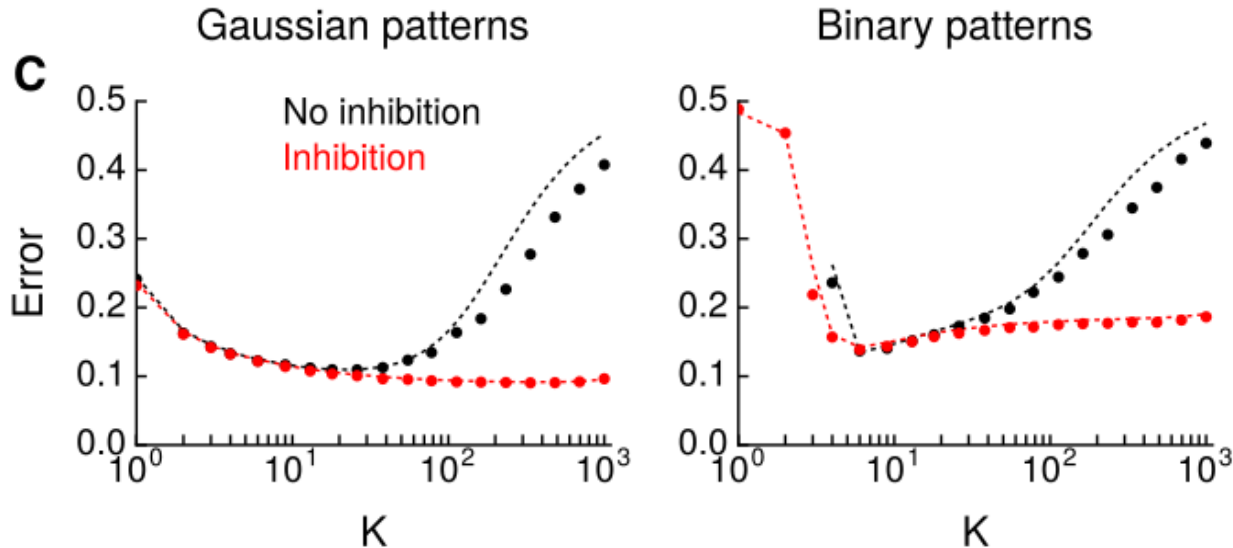 Gaussian patterns
Binary patterns
C
No inhibition
Inhibition
Error
0.5
0.4
0.3
0.2
0.1
0.0
10^0
10^1
10^2
10^3
K
0.5
0.4
0.3
0.2
0.1
0.0
10^0
10^1
10^2
10^3
K